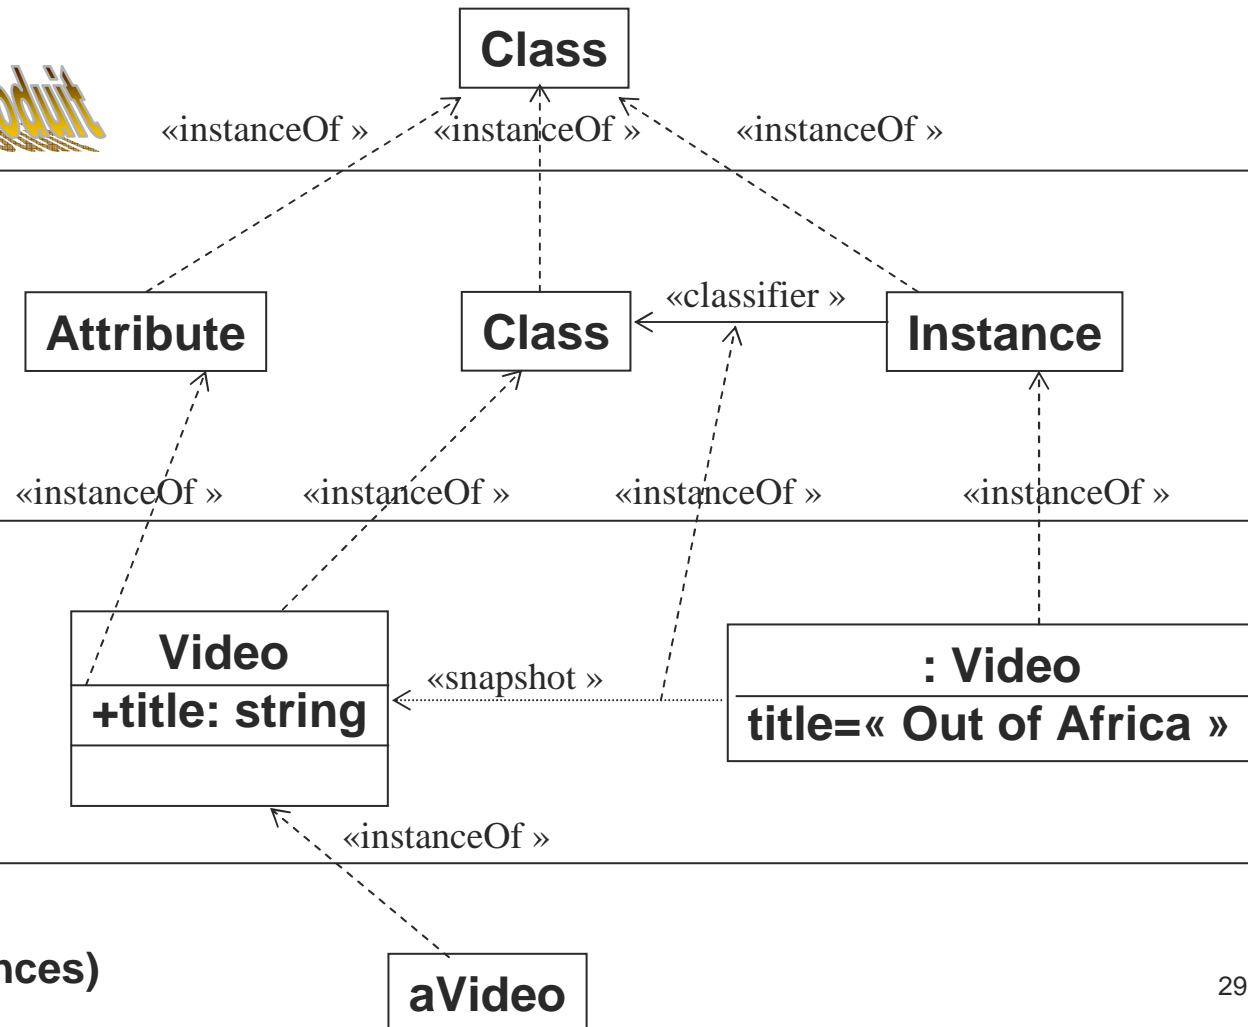 Class
«instanceOf » «instanceOf » «instanceOf »
«classifier »
Attribute Class Instance
«instanceOf » «instanceOf » «instanceOf » «instanceOf »
Video
+title: string
«snapshot »
: Video
title=« Out of Africa »
«instanceOf »
aVideo
29